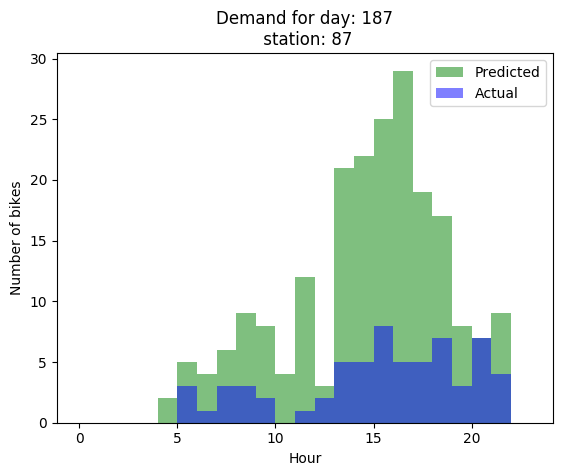 Demand for day: 187
station: 87
Predicted
Actual
Number of bikes
30
25
20
15
10
5
0
0 5 10 15 20
Hour